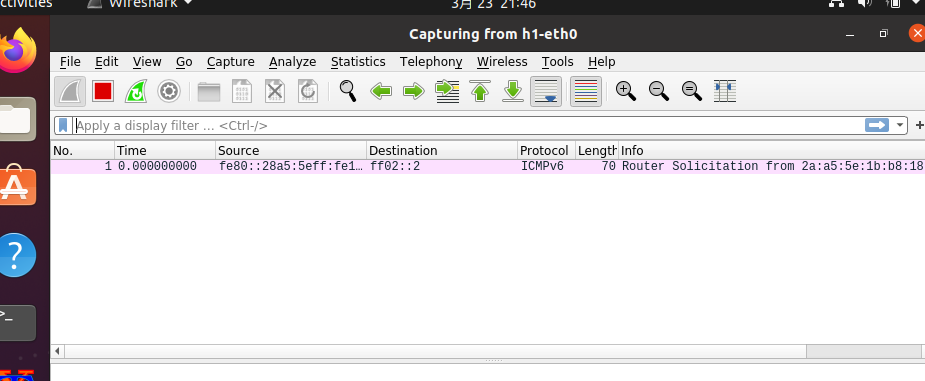 ctivities Wireshark 3月 23 21:46
Capturing from h1-eth0
File Edit View Go Capture Analyze Statistics Telephony Wireless Tools Help
Apply a display filter … <Ctrl-/>
No. Time Source Destination Protocol Length Info
1 0.000000000 fe80::28a5:5eff:fe1… ff02::2 ICMPv6 70 Router Solicitation from 2a:a5:5e:1b:b8:18